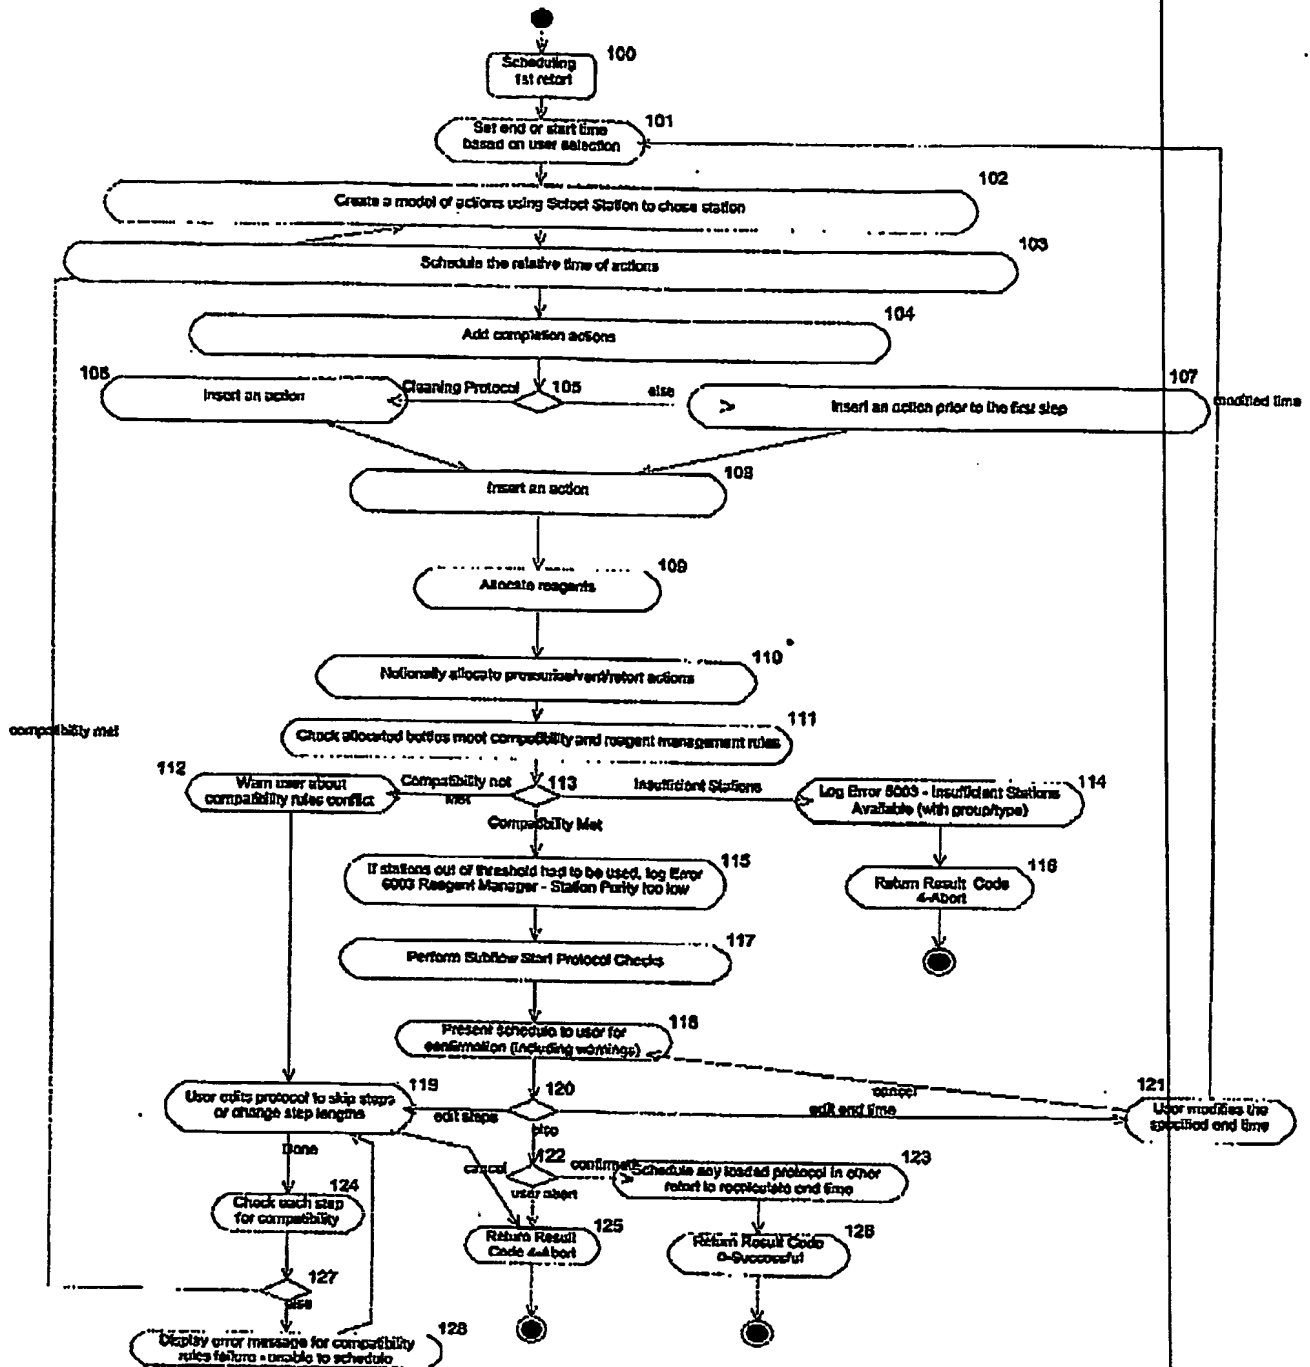 100
Scheduling
1st retort
101
Set end or start time
based on user selection
102
Create a model of actions using Select Station to chose station
103
Schedule the relative time of actions
104
Add completion actions
106
Insert an action
Cleaning Protocol
105
else
107
Insert an action prior to the first step
modified time
108
Insert an action
109
Allocate reagents
110
Notionally allocate pressurise/vent/retort actions
compatibility met
111
Check allocated bottles meet compatibility and reagent management rules
112
Warn user about
compatibility rules conflict
Compatibility not
Met
113
Insufficient Stations
114
Log Error 6003 - Insufficient Stations
Available (with group/type)
Compatibility Met
115
If stations out of threshold had to be used, log Error
6003 Reagent Manager - Station Purity too low
116
Return Result Code
4-Abort
117
Perform Subflow Start Protocol Checks
118
Present schedule to user for
confirmation (including warnings)
119
User edits protocol to skip steps
or change step lengths
edit steps
120
cancel
edit end time
121
User modifies the
specified end time
else
Done
cancel
122
confirmed
user abort
123
Schedule any loaded protocol in other
retort to recalculate end time
124
Check each step
for compatibility
125
Return Result
Code 4-Abort
126
Return Result Code
0-Successful
127
else
128
Display error message for compatibility
rules failure - unable to schedule